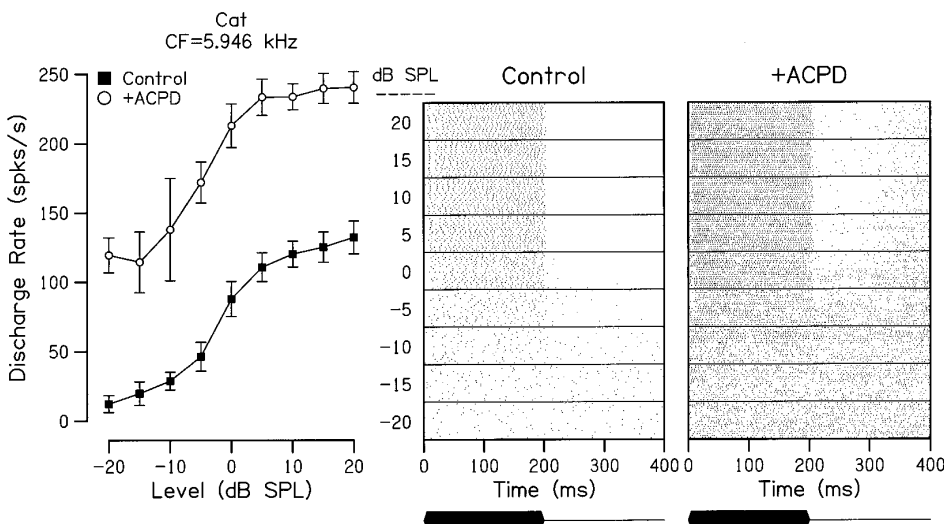 Cat
CF=5.946 kHz
Control
+ACPD
250
200
150
100
50
0
Discharge Rate (spks/s)
-20
-10
0
10
20
Level (dB SPL)
dB SPL
20
15
10
5
0
-5
-10
-15
-20
Control
0
100
200
300
400
Time (ms)
+ACPD
0
100
200
300
400
Time (ms)